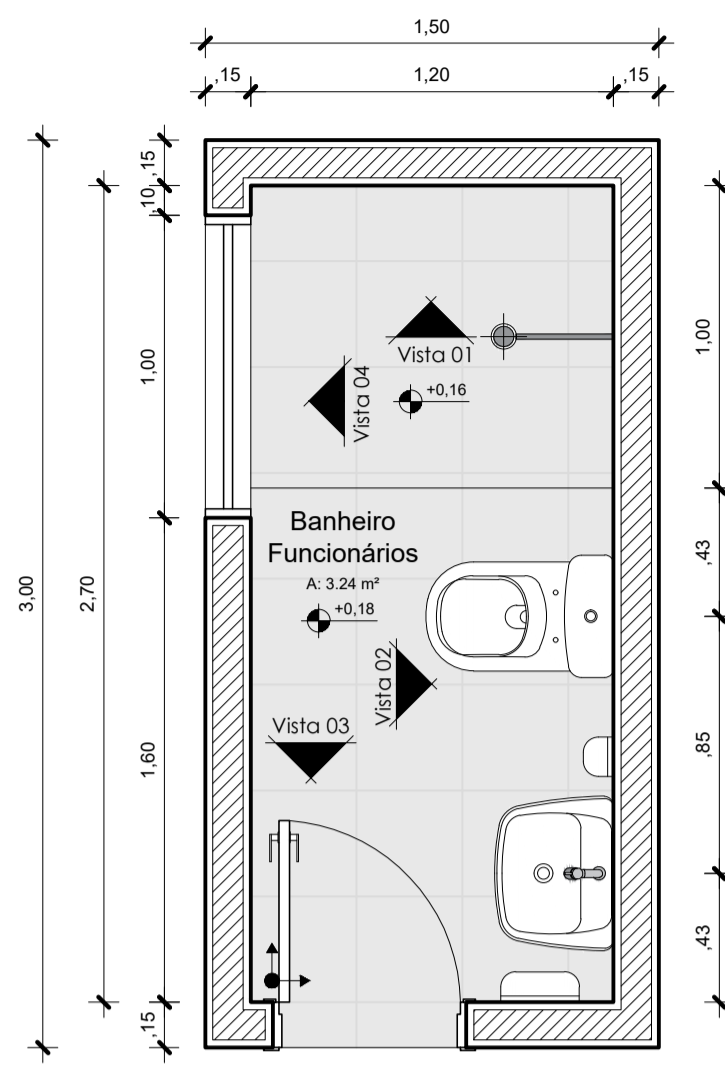 1,50
,15
1,20
,15
,15
,10
1,00
1,60
,15
2,70
3,00
Vista 01
Vista 04
+0,16
Banheiro
Funcionários
A: 3.24 m²
+0,18
Vista 02
Vista 03
1,00
,43
,85
,43